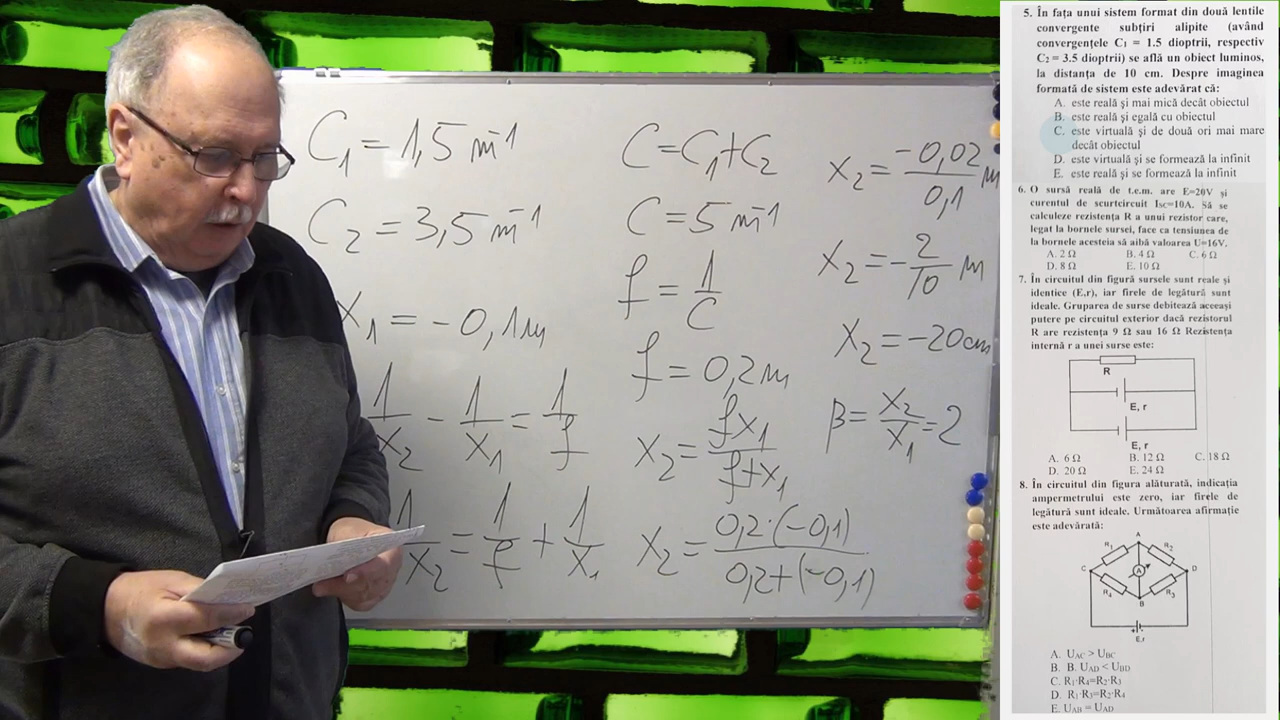 C₁=1,5 m⁻¹
C₂=3,5 m⁻¹
X₁=-0,1m
1/X₂ - 1/X₁ = 1/f
1/X₂ = 1/f + 1/X₁
C=C₁+C₂
C=5 m⁻¹
f = 1/C
f = 0,2m
X₂ = fX₁/f+X₁
X₂ = 0,2·(-0,1)/0,2+(-0,1)
X₂ = -0,02/0,1 m
X₂ = -2/10 m
X₂ = -20cm
β = X₂/X₁ = 2
5. În fața unui sistem format din două lentile
convergente subțiri alipite (având
convergențele C₁ = 1.5 dioptrii, respectiv
C₂ = 3.5 dioptrii) se află un obiect luminos,
la distanța de 10 cm. Despre imaginea
formată de sistem este adevărat că:
A. este reală și mai mică decât obiectul
B. este reală și egală cu obiectul
C. este virtuală și de două ori mai mare
decât obiectul
D. este virtuală și se formează la infinit
E. este reală și se formează la infinit
6. O sursă reală de t.e.m. are E=20V și
curentul de scurtcircuit Isc=10A. Să se
calculeze rezistența R a unui rezistor care,
legat la bornele sursei, face ca tensiunea de
la bornele acesteia să aibă valoarea U=16V.
A. 2 Ω B. 4 Ω C. 6 Ω
D. 8 Ω E. 10 Ω
7. În circuitul din figură sursele sunt reale și
identice (E,r), iar firele de legătură sunt
ideale. Gruparea de surse debitează aceeași
putere pe circuitul exterior dacă rezistorul
R are rezistența 9 Ω sau 16 Ω Rezistența
internă r a unei surse este:
R
E, r
E, r
A. 6 Ω B. 12 Ω C. 18 Ω
D. 20 Ω E. 24 Ω
8. În circuitul din figura alăturată, indicația
ampermetrului este zero, iar firele de
legătură sunt ideale. Următoarea afirmație
este adevărată:
A
R₁ R₂
C A D
R₄ R₃
B
E,r
A. UAC > UBC
B. B. UAD < UBD
C. R₁·R₄=R₂·R₃
D. R₁·R₃=R₂·R₄
E. UAB = UAD